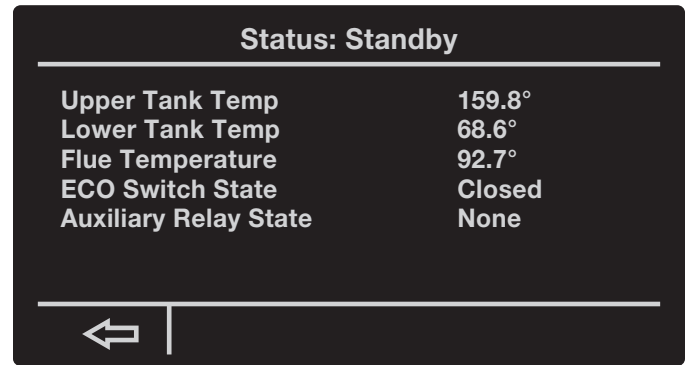 Status: Standby
Upper Tank Temp 159.8°
Lower Tank Temp 68.6°
Flue Temperature 92.7°
ECO Switch State Closed
Auxiliary Relay State None